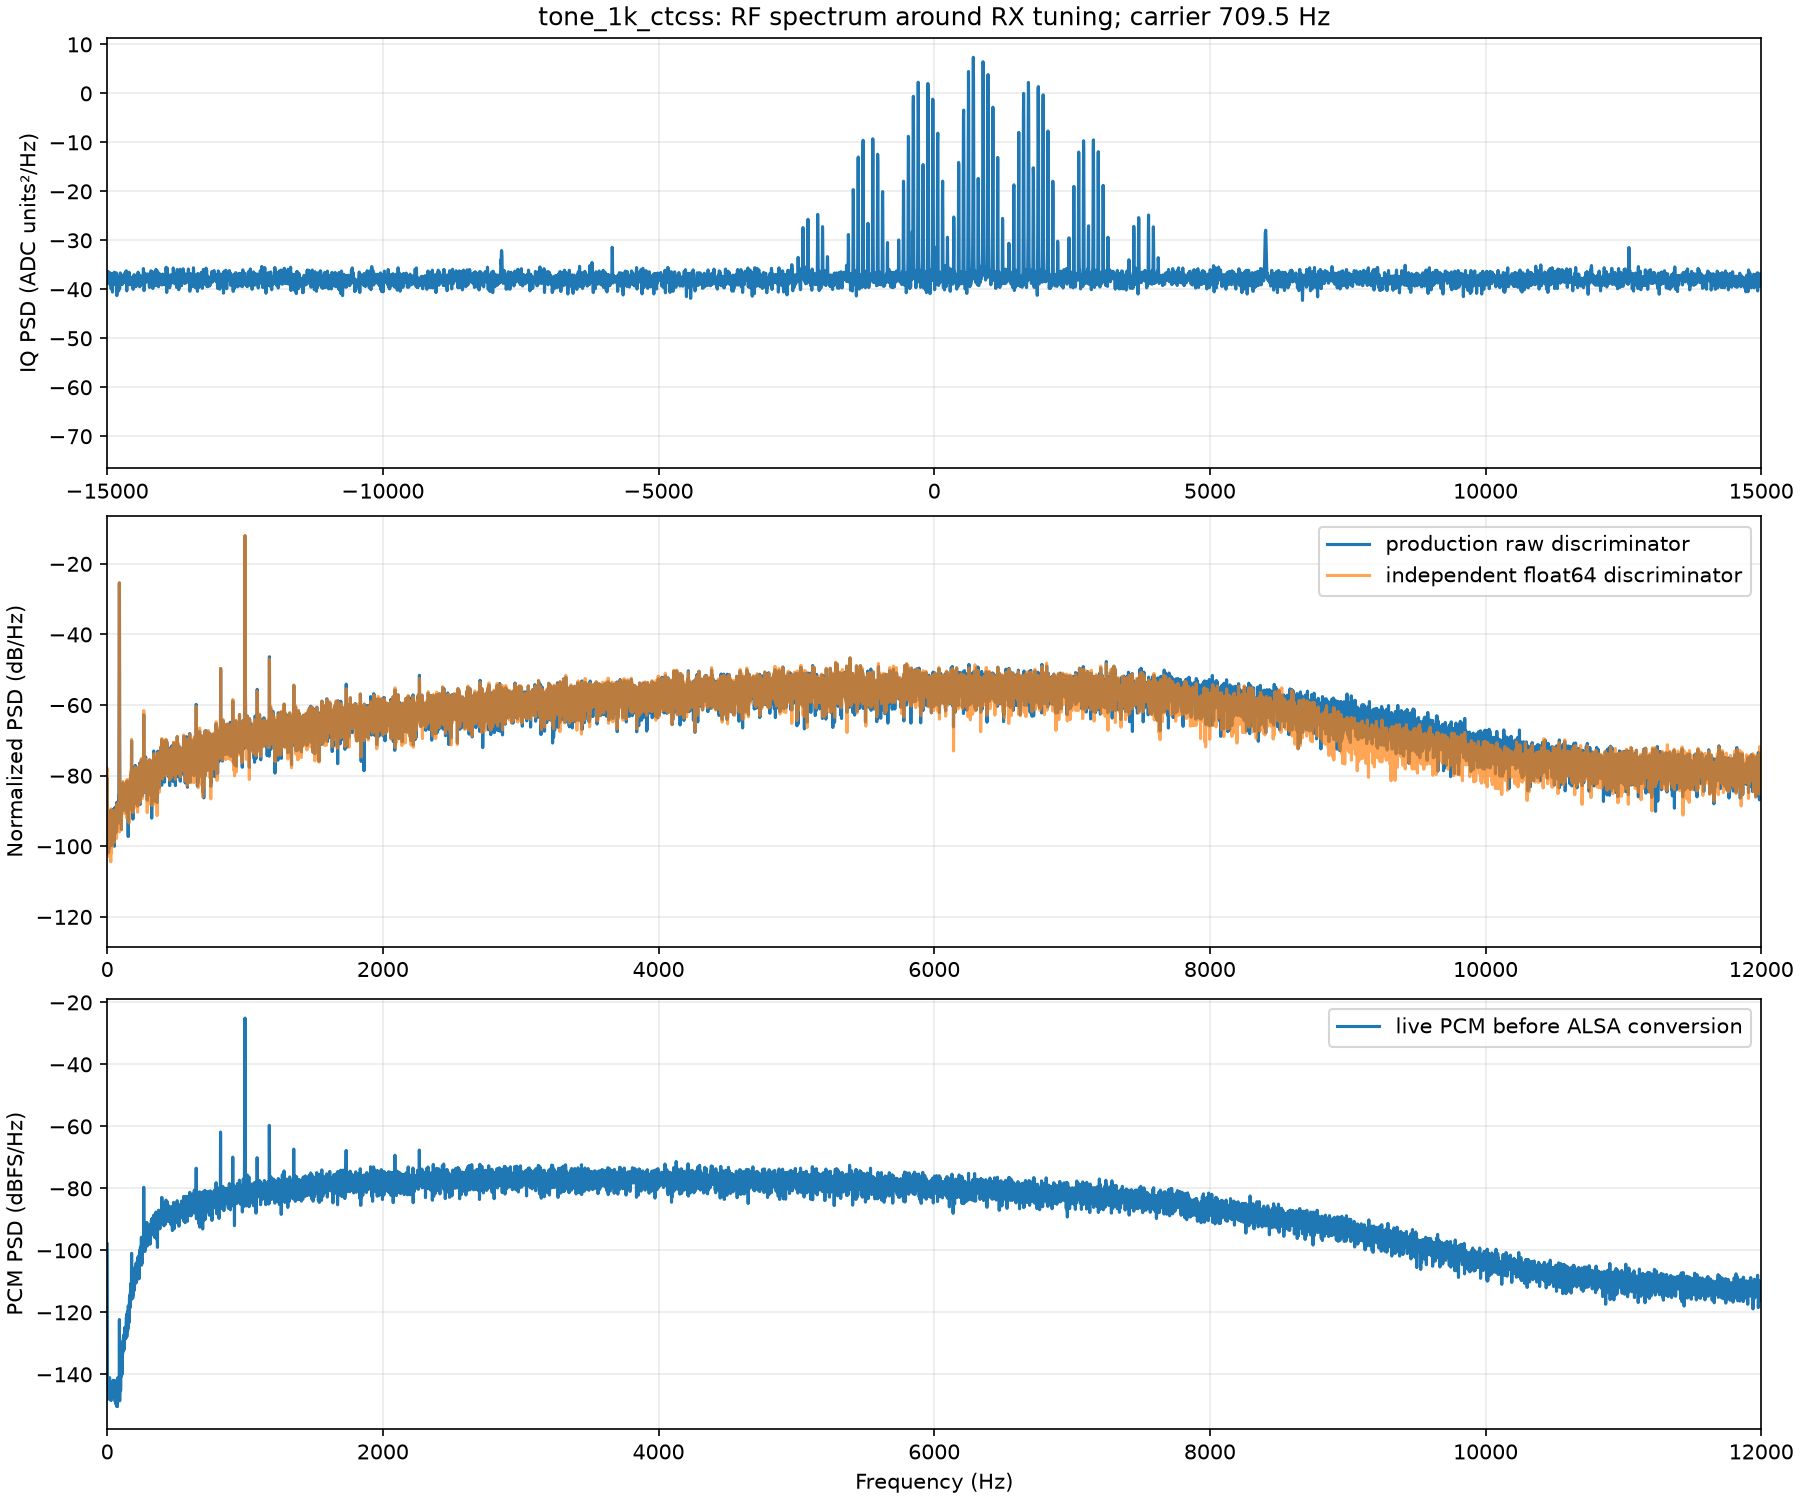 tone_1k_ctcss: RF spectrum around RX tuning; carrier 709.5 Hz
IQ PSD (ADC units²/Hz)
10
0
−10
−20
−30
−40
−50
−60
−70
−15000 −10000 −5000 0 5000 10000 15000
Normalized PSD (dB/Hz)
production raw discriminator
independent float64 discriminator
−20
−40
−60
−80
−100
−120
0 2000 4000 6000 8000 10000 12000
PCM PSD (dBFS/Hz)
live PCM before ALSA conversion
−20
−40
−60
−80
−100
−120
−140
0 2000 4000 6000 8000 10000 12000
Frequency (Hz)